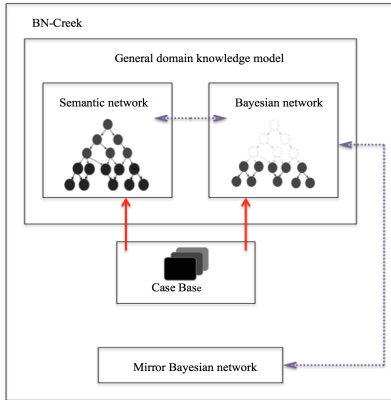 BN-Creek
General domain knowledge model
Semantic network
Bayesian network
Case Base
Mirror Bayesian network